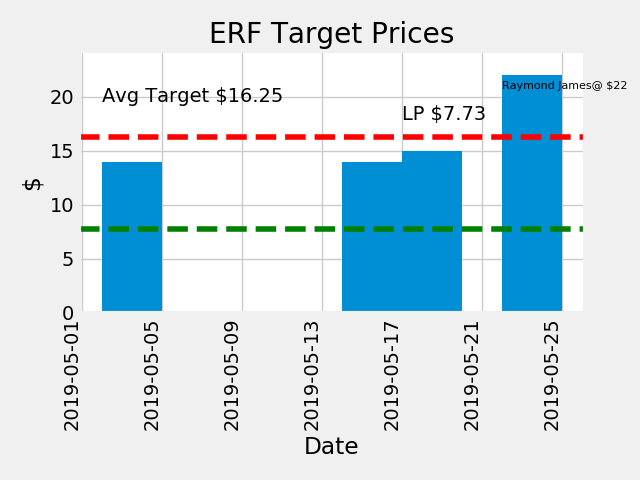 ERF Target Prices
Raymond James@ $22
Avg Target $16.25
LP $7.73
$
20
15
10
5
0
2019-05-01
2019-05-05
2019-05-09
2019-05-13
2019-05-17
2019-05-21
2019-05-25
Date